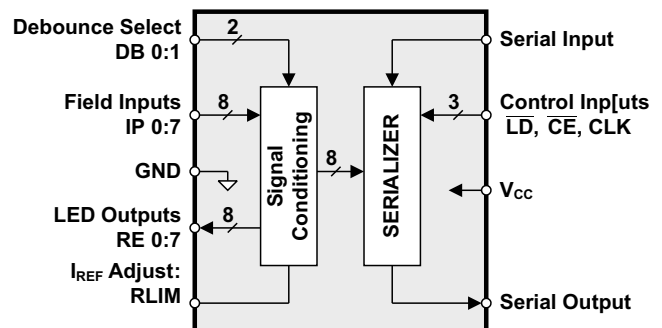 Debounce Select
DB 0:1
2
Serial Input
Field Inputs
IP 0:7
8
3
Control Inp[uts
LD, CE, CLK
GND
Signal
Conditioning
8
SERIALIZER
VCC
LED Outputs
RE 0:7
8
IREF Adjust:
RLIM
Serial Output